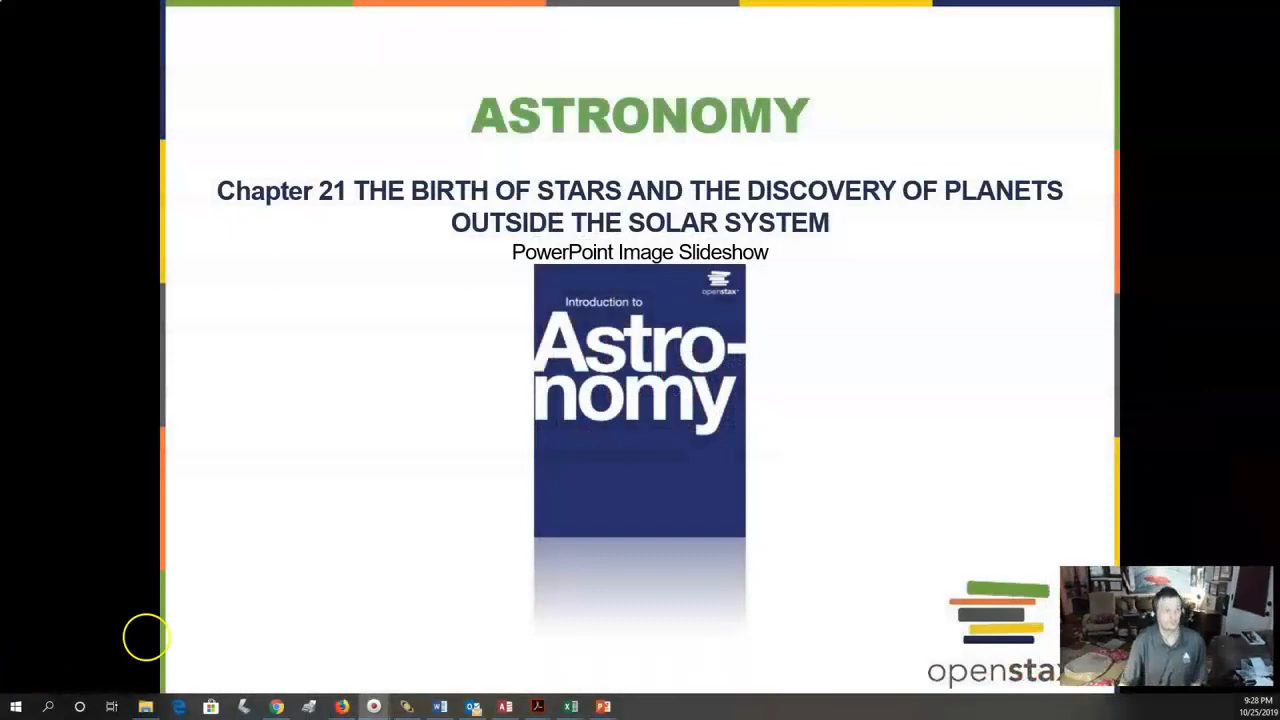 ASTRONOMY
Chapter 21 THE BIRTH OF STARS AND THE DISCOVERY OF PLANETS
OUTSIDE THE SOLAR SYSTEM
PowerPoint Image Slideshow
openstax
Introduction to
Astro-
nomy
openstax
9:28 PM
10/25/2019